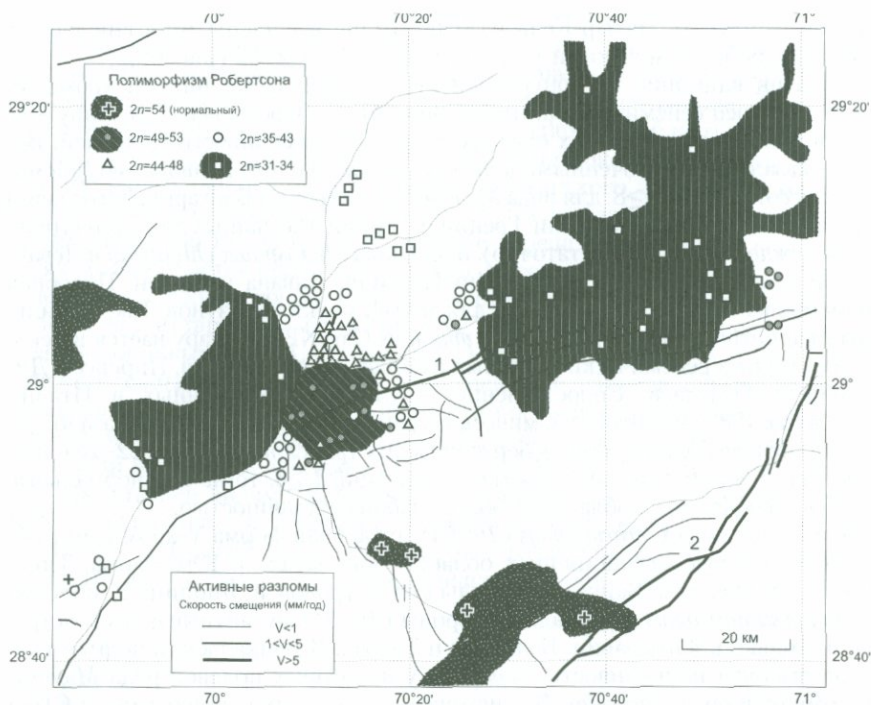 70° 70°20' 70°40' 71°
29°20' 29°20'
Полиморфизм Робертсона
2n=54 (нормальный)
2n=49-53 2n=35-43
2n=44-48 2n=31-34
29° 29°
1
2
Активные разломы
Скорость смещения (мм/год)
V<1
1<V<5
V>5
20 км
28°40' 28°40'
70° 70°20' 70°40' 71°